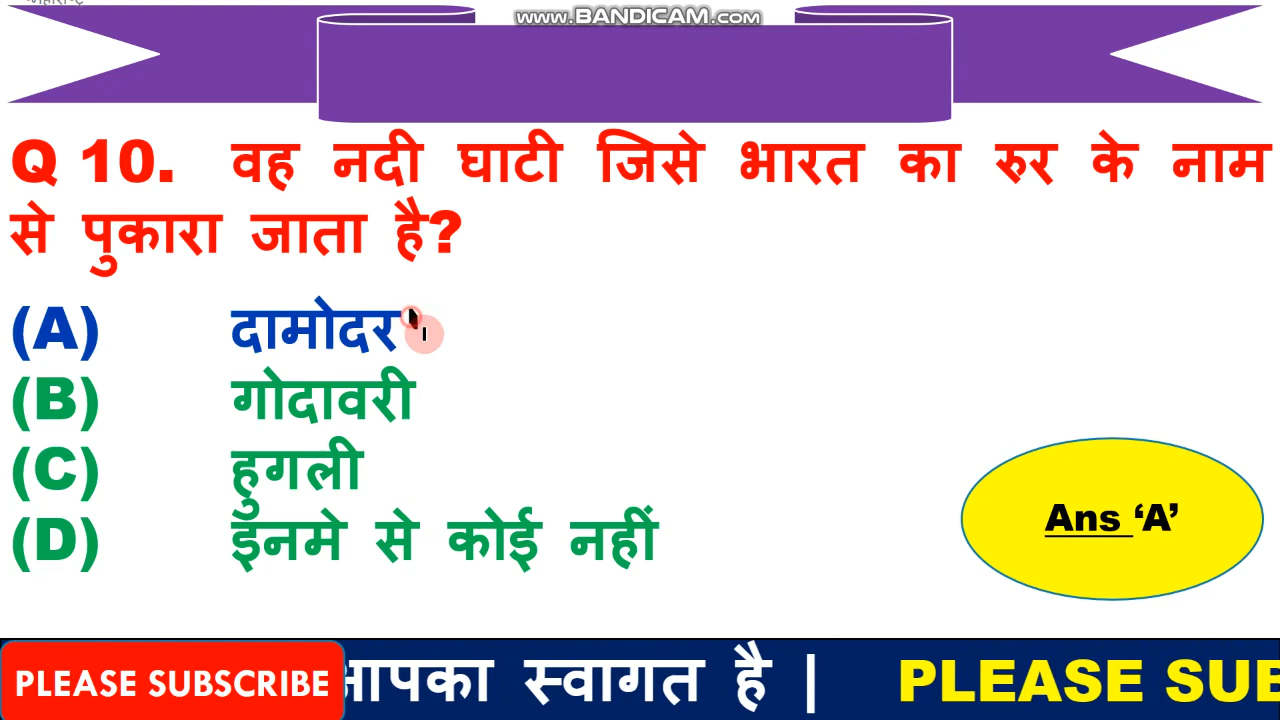 www.BANDICAM.com
Q 10. वह नदी घाटी जिसे भारत का रुर के नाम
से पुकारा जाता है?
(A) दामोदर
(B) गोदावरी
(C) हुगली
(D) इनमे से कोई नहीं
Ans ‘A’
PLEASE SUBSCRIBE आपका स्वागत है | PLEASE SUB